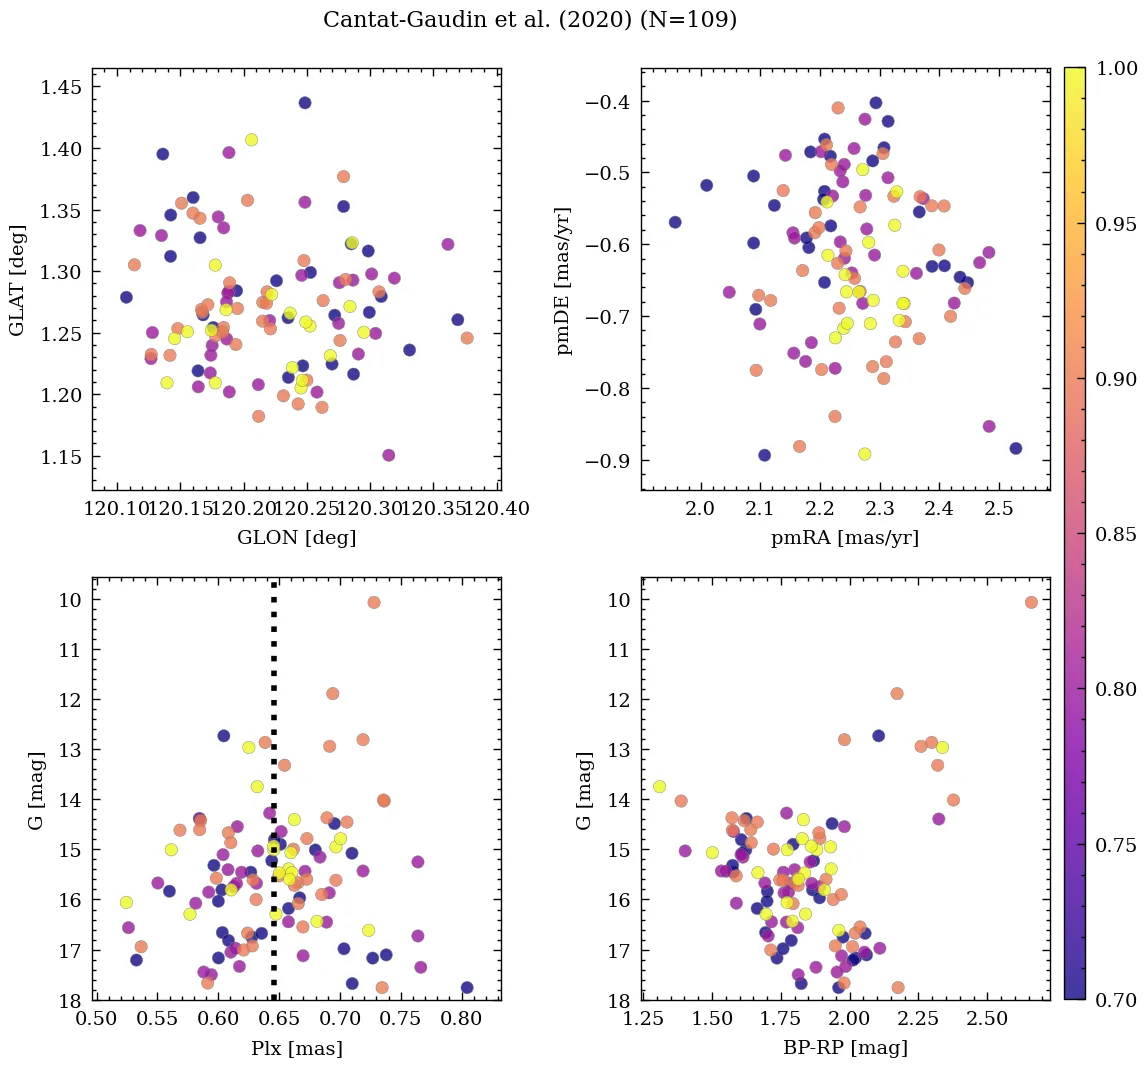 Cantat-Gaudin et al. (2020) (N=109)
1.45
1.40
1.35
1.30
1.25
1.20
1.15
GLAT [deg]
120.10 120.15 120.20 120.25 120.30 120.35 120.40
GLON [deg]
−0.4
−0.5
−0.6
−0.7
−0.8
−0.9
pmDE [mas/yr]
2.0 2.1 2.2 2.3 2.4 2.5
pmRA [mas/yr]
1.00
0.95
0.90
0.85
0.80
0.75
0.70
10
11
12
13
14
15
16
17
18
G [mag]
0.50 0.55 0.60 0.65 0.70 0.75 0.80
Plx [mas]
10
11
12
13
14
15
16
17
18
G [mag]
1.25 1.50 1.75 2.00 2.25 2.50
BP-RP [mag]